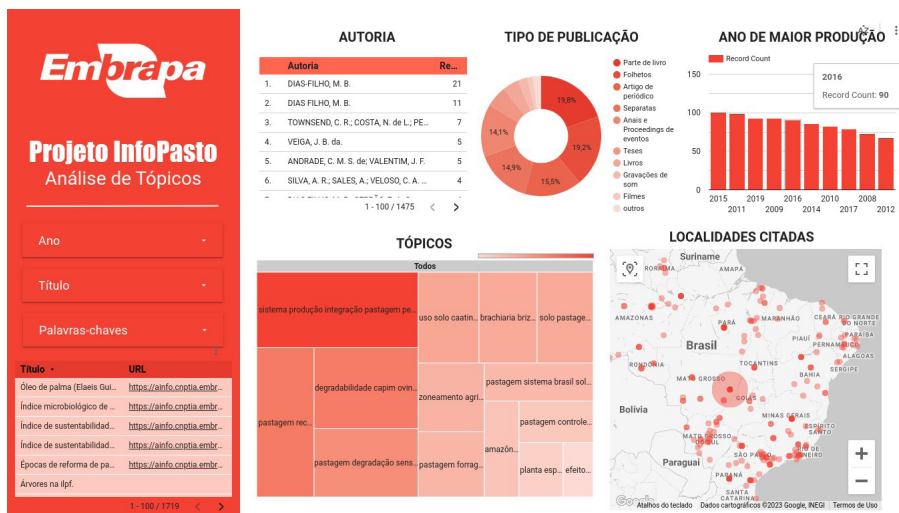 Embrapa
Projeto InfoPasto
Análise de Tópicos
Ano
Título
Palavras-chaves
Título
URL
Óleo de palma (Elaeis Gui... https://ainfo.cnptia.embr...
Índice microbiológico de ... https://ainfo.cnptia.embr...
Índice de sustentabilidad... https://ainfo.cnptia.embr...
Índice de sustentabilidad... https://ainfo.cnptia.embr...
Épocas de reforma de pa... https://ainfo.cnptia.embr...
Árvores na ilpf.
1 - 100 / 1719 < >
AUTORIA
Autoria Re...
1. DIAS-FILHO, M. B. 21
2. DIAS FILHO, M. B. 11
3. TOWNSEND, C. R.; COSTA, N. de L.; PE... 7
4. VEIGA, J. B. da. 5
5. ANDRADE, C. M. S. de; VALENTIM, J. F. 5
6. SILVA, A. R.; SALES, A.; VELOSO, C. A. ... 4
1 - 100 / 1475 < >
TIPO DE PUBLICAÇÃO
19,8%
19,2%
15,5%
14,9%
14,1%
Parte de livro
Folhetos
Artigo de
periódico
Separatas
Anais e
Proceedings de
eventos
Teses
Livros
Gravações de
som
Filmes
outros
ANO DE MAIOR PRODUÇÃO
Record Count
2016
Record Count: 90
150
100
50
0
2015 2019 2016 2010 2008
2011 2009 2014 2017 2012
TÓPICOS
Todos
sistema produção integração pastagem pe...
uso solo caatin...
brachiaria briz...
solo pastage...
pastagem rec...
degradabilidade capim ovin...
pastagem degradação sens...
zoneamento agri...
pastagem forrag...
pastagem sistema brasil sol...
amazôn...
pastagem controle...
planta esp...
efeito...
LOCALIDADES CITADAS
Suriname
RORAIMA
AMAPÁ
AMAZONAS
PARÁ
MARANHÃO
CEARÁ
RIO GRANDE
DO NORTE
PARAÍBA
PIAUÍ
PERNAMBUCO
Brasil
ALAGOAS
SERGIPE
TOCANTINS
RONDÔNIA
BAHIA
MATO GROSSO
GOIÁS
Bolívia
MINAS GERAIS
ESPÍRITO
SANTO
MATO GROSSO
DO SUL
SÃO PAULO
RIO DE
JANEIRO
Paraguai
PARANÁ
SANTA
CATARINA
+
−
Google
Atalhos do teclado Dados cartográficos ©2023 Google, INEGI Termos de Uso